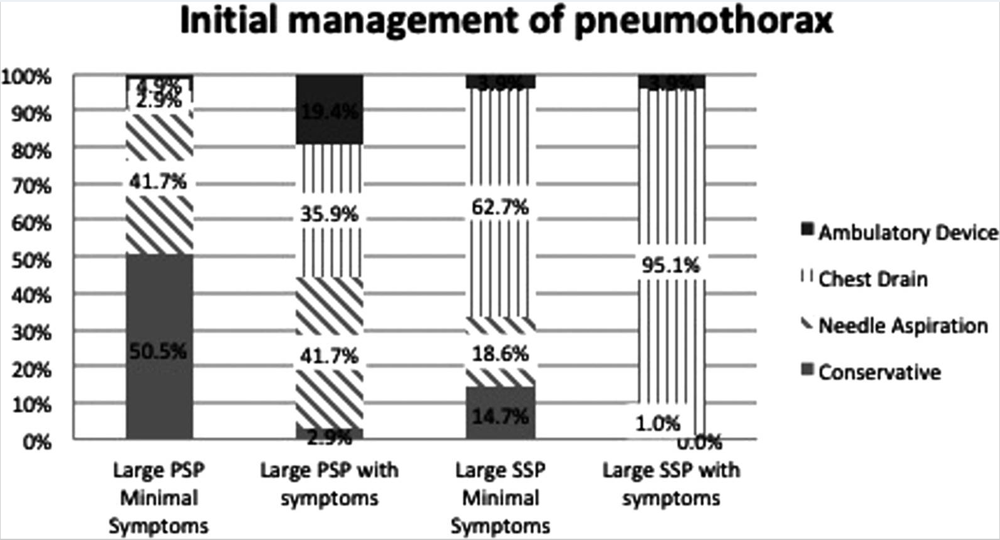 Initial management of pneumothorax
100%
90%
80%
70%
60%
50%
40%
30%
20%
10%
0%
4.9%
2.9%
41.7%
50.5%
19.4%
35.9%
41.7%
2.9%
3.9%
62.7%
18.6%
14.7%
3.9%
95.1%
1.0%
0.0%
Large PSP
Minimal
Symptoms
Large PSP with
symptoms
Large SSP
Minimal
Symptoms
Large SSP with
symptoms
Ambulatory Device
Chest Drain
Needle Aspiration
Conservative